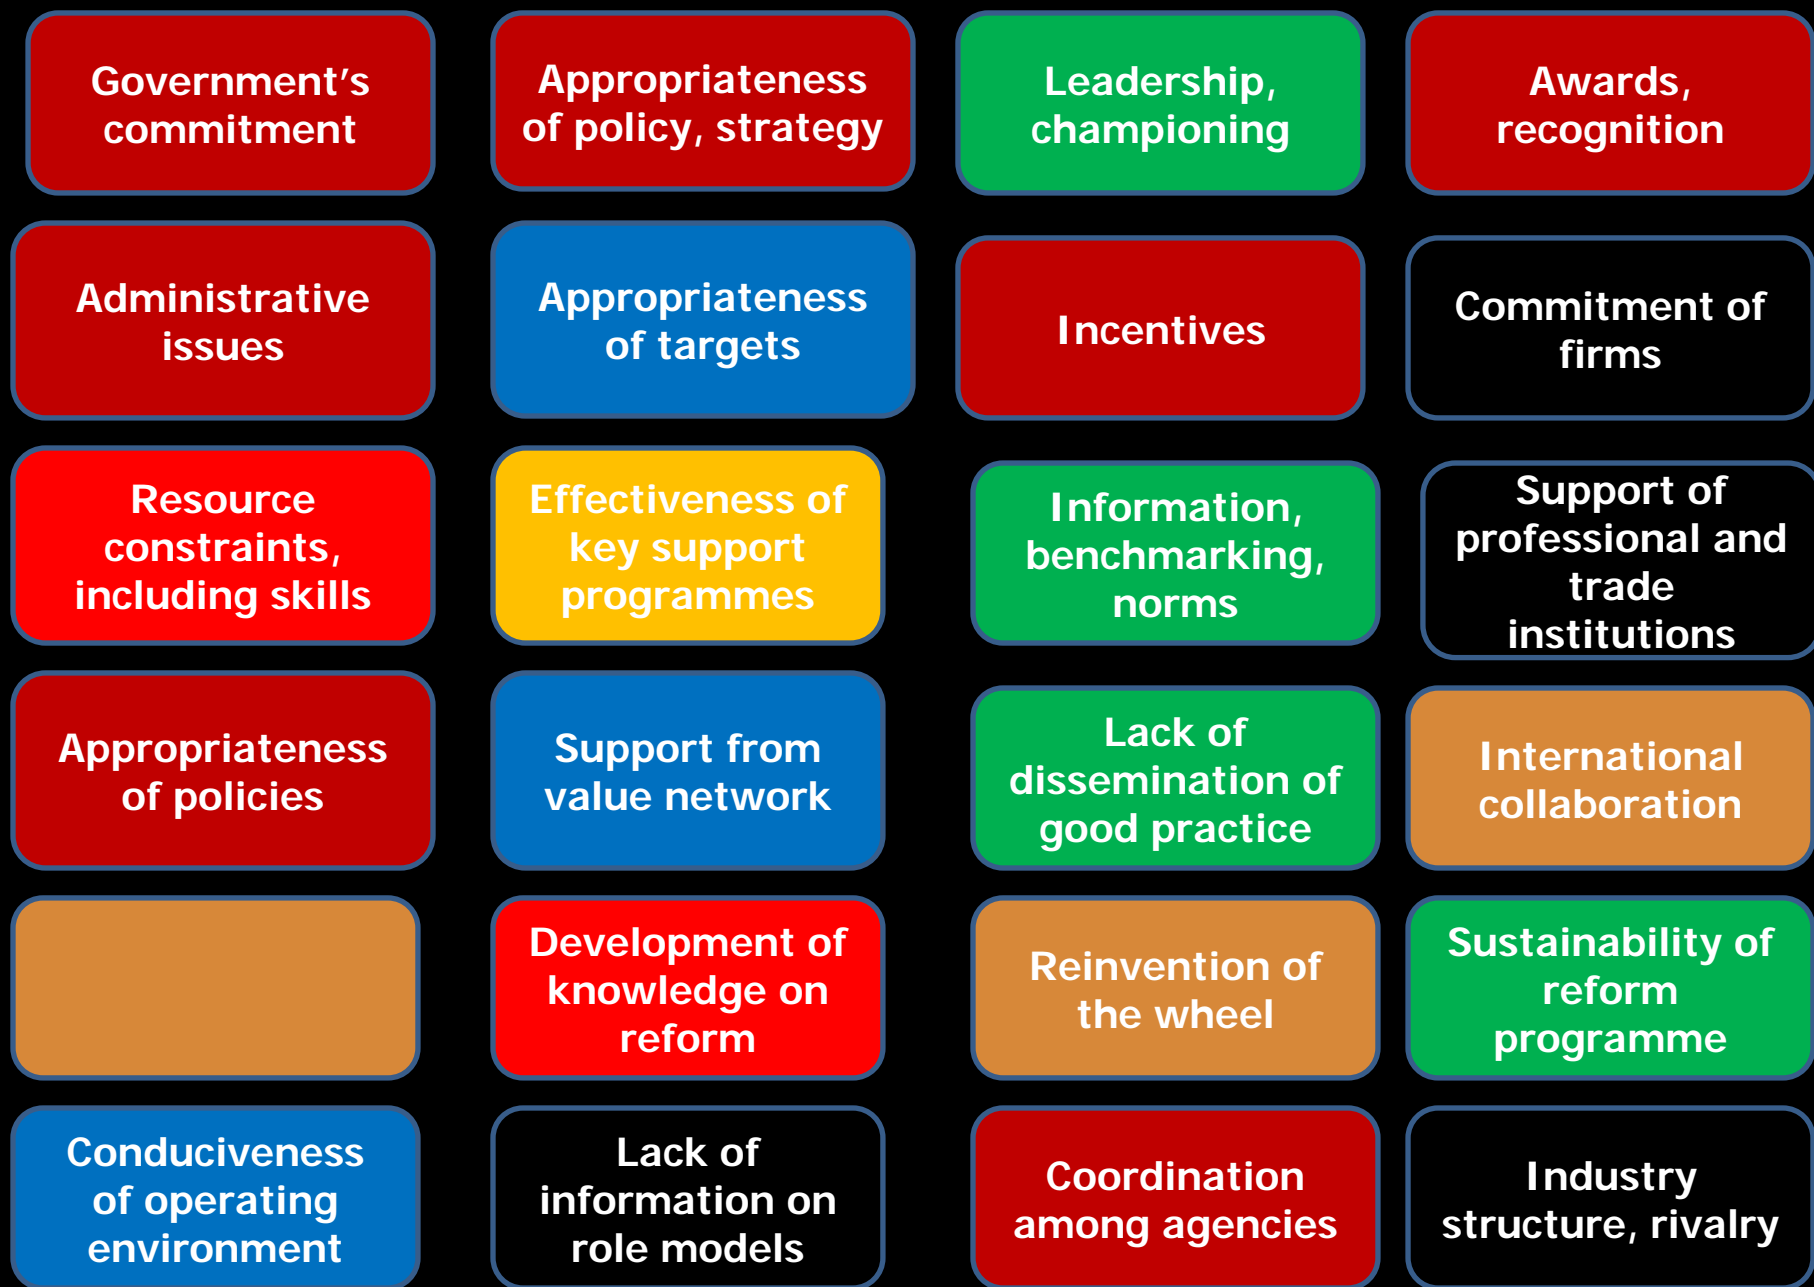 Government's
commitment
Appropriateness
of policy, strategy
Leadership,
championing
Awards,
recognition
Administrative
issues
Appropriateness
of targets
Incentives
Commitment of
firms
Resource
constraints,
including skills
Effectiveness of
key support
programmes
Information,
benchmarking,
norms
Support of
professional and
trade
institutions
Appropriateness
of policies
Support from
value network
Lack of
dissemination of
good practice
International
collaboration
Development of
knowledge on
reform
Reinvention of
the wheel
Sustainability of
reform
programme
Conduciveness
of operating
environment
Lack of
information on
role models
Coordination
among agencies
Industry
structure, rivalry